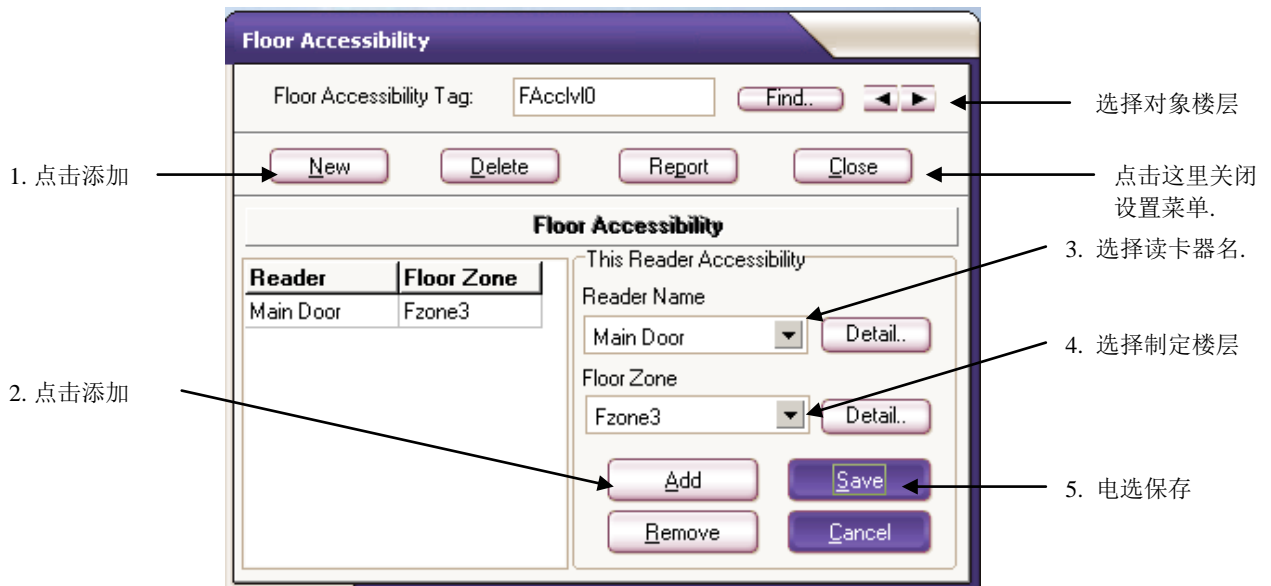 Floor Accessibility
Floor Accessibility Tag:
FAcclvl0
Find..
选择对象楼层
1. 点击添加
New
Delete
Report
Close
点击这里关闭
设置菜单.
Floor Accessibility
Reader
Floor Zone
Main Door
Fzone3
This Reader Accessibility
Reader Name
Main Door
Detail..
3. 选择读卡器名.
Floor Zone
Fzone3
Detail..
4. 选择制定楼层
2. 点击添加
Add
Save
5. 电选保存
Remove
Cancel